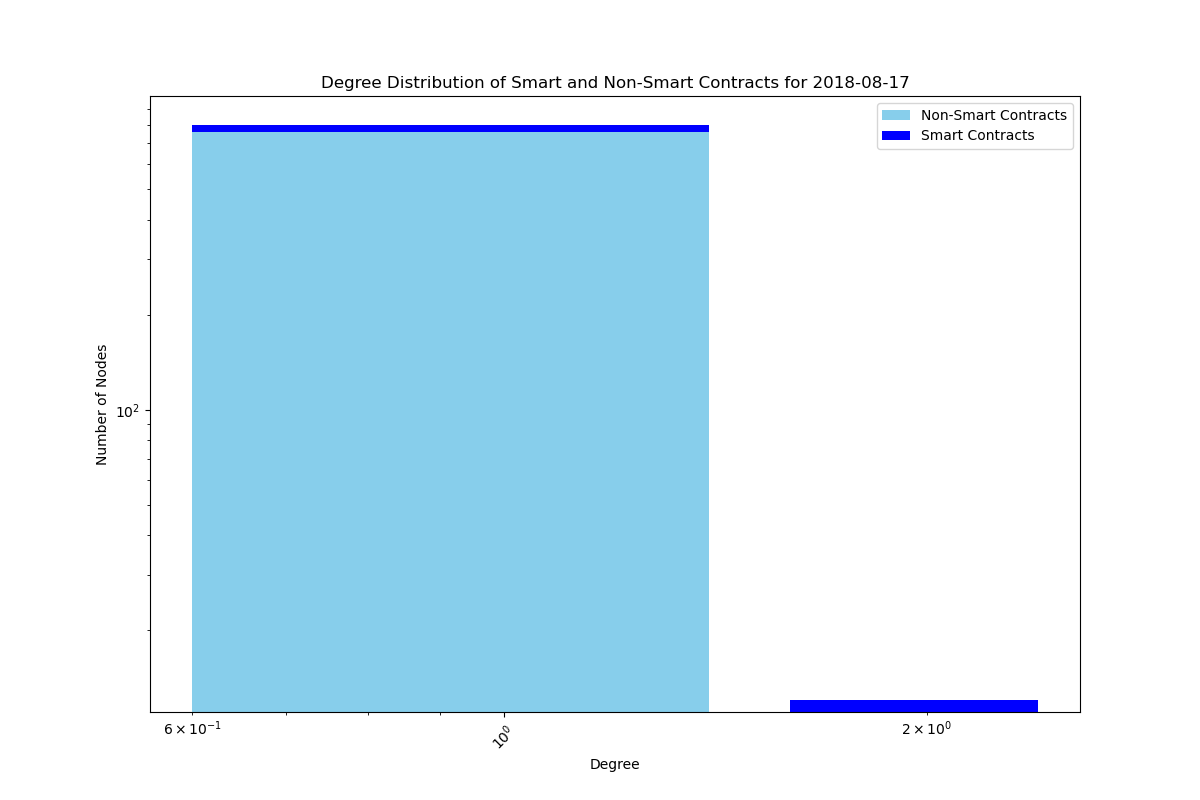 Degree Distribution of Smart and Non-Smart Contracts for 2018-08-17
Non-Smart Contracts
Smart Contracts
Number of Nodes
10²
6 × 10⁻¹
10⁰
2 × 10⁰
Degree